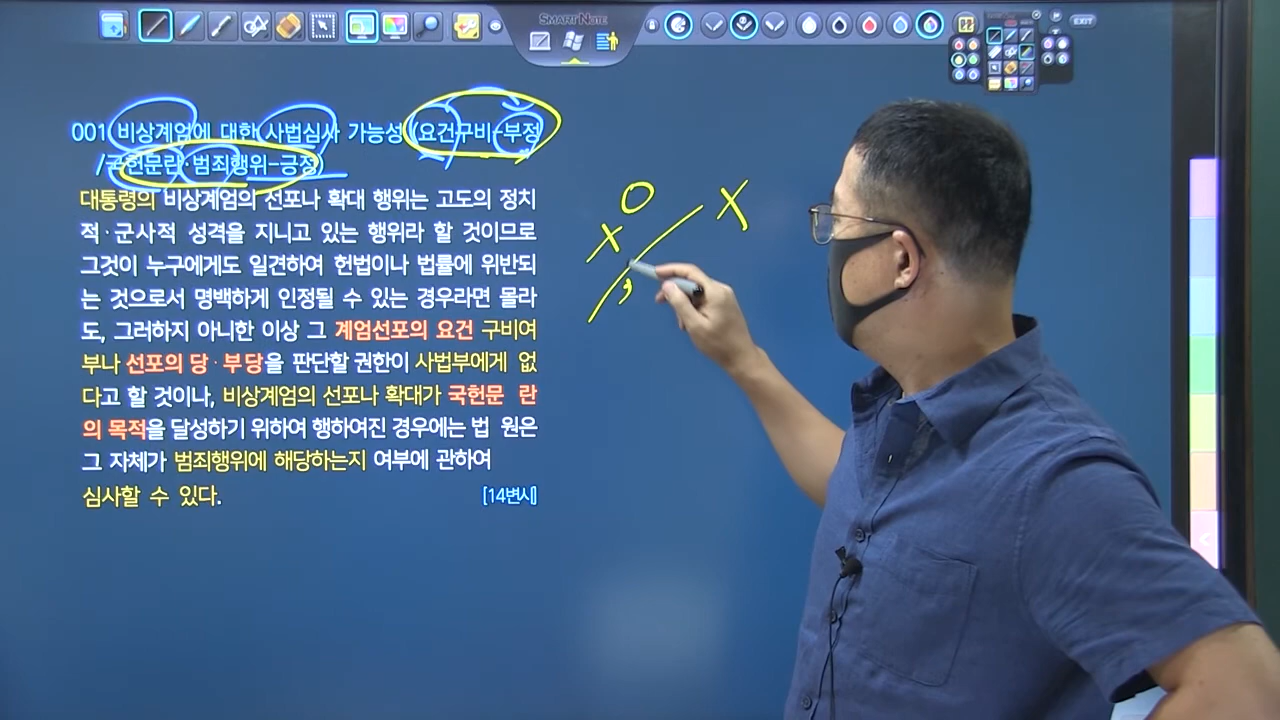 SMART NOTE
EXIT
001 비상계엄에 대한 사법심사 가능성 (요건구비-부정
/국헌문란·범죄행위-긍정)
대통령의 비상계엄의 선포나 확대 행위는 고도의 정치
적·군사적 성격을 지니고 있는 행위라 할 것이므로
그것이 누구에게도 일견하여 헌법이나 법률에 위반되
는 것으로서 명백하게 인정될 수 있는 경우라면 몰라
도, 그러하지 아니한 이상 그 계엄선포의 요건 구비여
부나 선포의 당·부당을 판단할 권한이 사법부에게 없
다고 할 것이나, 비상계엄의 선포나 확대가 국헌문 란
의 목적을 달성하기 위하여 행하여진 경우에는 법 원은
그 자체가 범죄행위에 해당하는지 여부에 관하여
심사할 수 있다. [14변시]
O
X
X